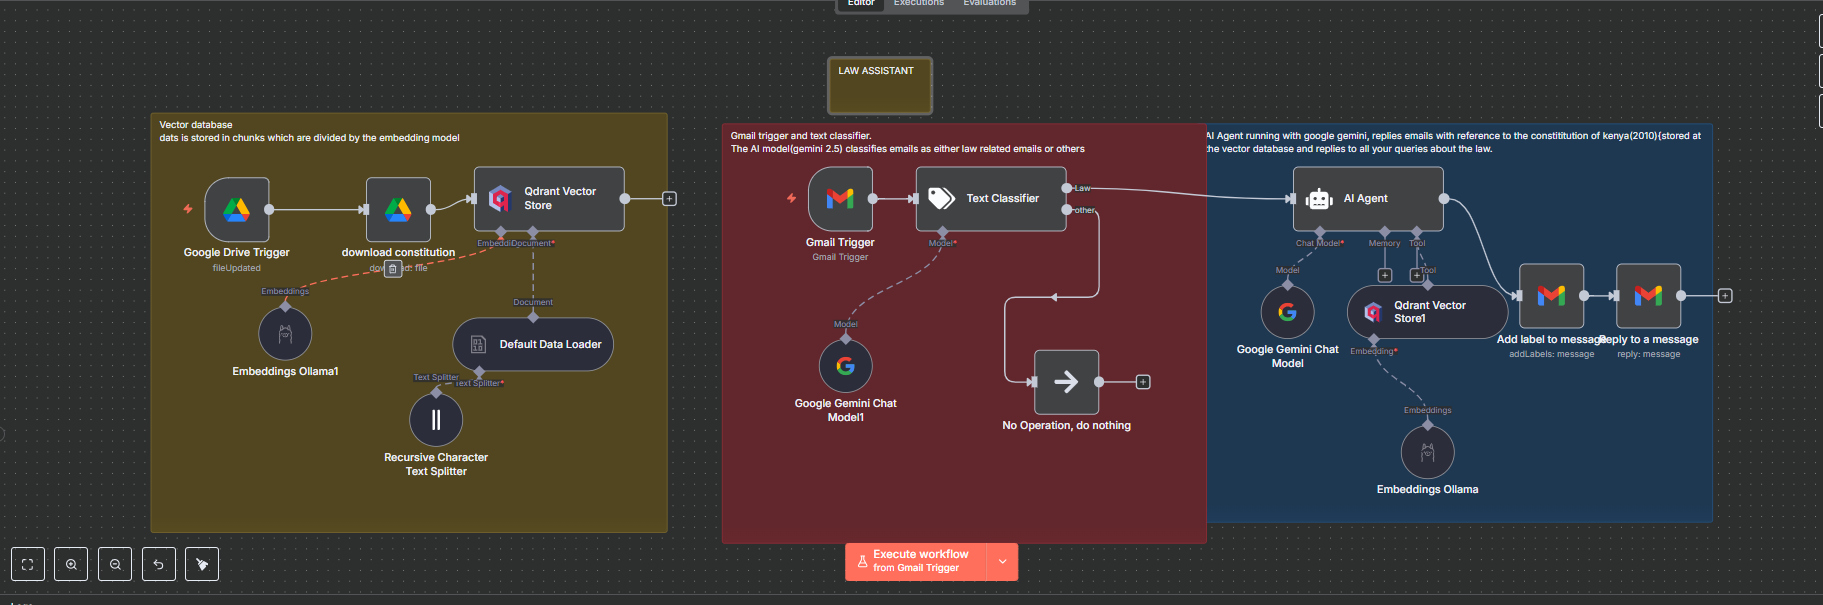 Editor Executions Evaluations
LAW ASSISTANT
Vector database
dats is stored in chunks which are divided by the embedding model
Google Drive Trigger
fileUpdated
download constitution
download: file
Qdrant Vector
Store
Embeddi
Document*
Embeddings
Embeddings Ollama1
Document
Default Data Loader
Text Splitter
Text Splitter*
Recursive Character
Text Splitter
Gmail trigger and text classifier.
The AI model(gemini 2.5) classifies emails as either law related emails or others
Gmail Trigger
Gmail Trigger
Text Classifier
Law
other
Model*
Model
Google Gemini Chat
Model1
No Operation, do nothing
AI Agent running with google gemini, replies emails with reference to the constititution of kenya(2010){stored at
the vector database and replies to all your queries about the law.
AI Agent
Chat Model*
Memory
Tool
Model
Google Gemini Chat
Model
Tool
Qdrant Vector
Store1
Embedding*
Embeddings
Embeddings Ollama
Add label to message
addLabels: message
Reply to a message
reply: message
Execute workflow
from Gmail Trigger